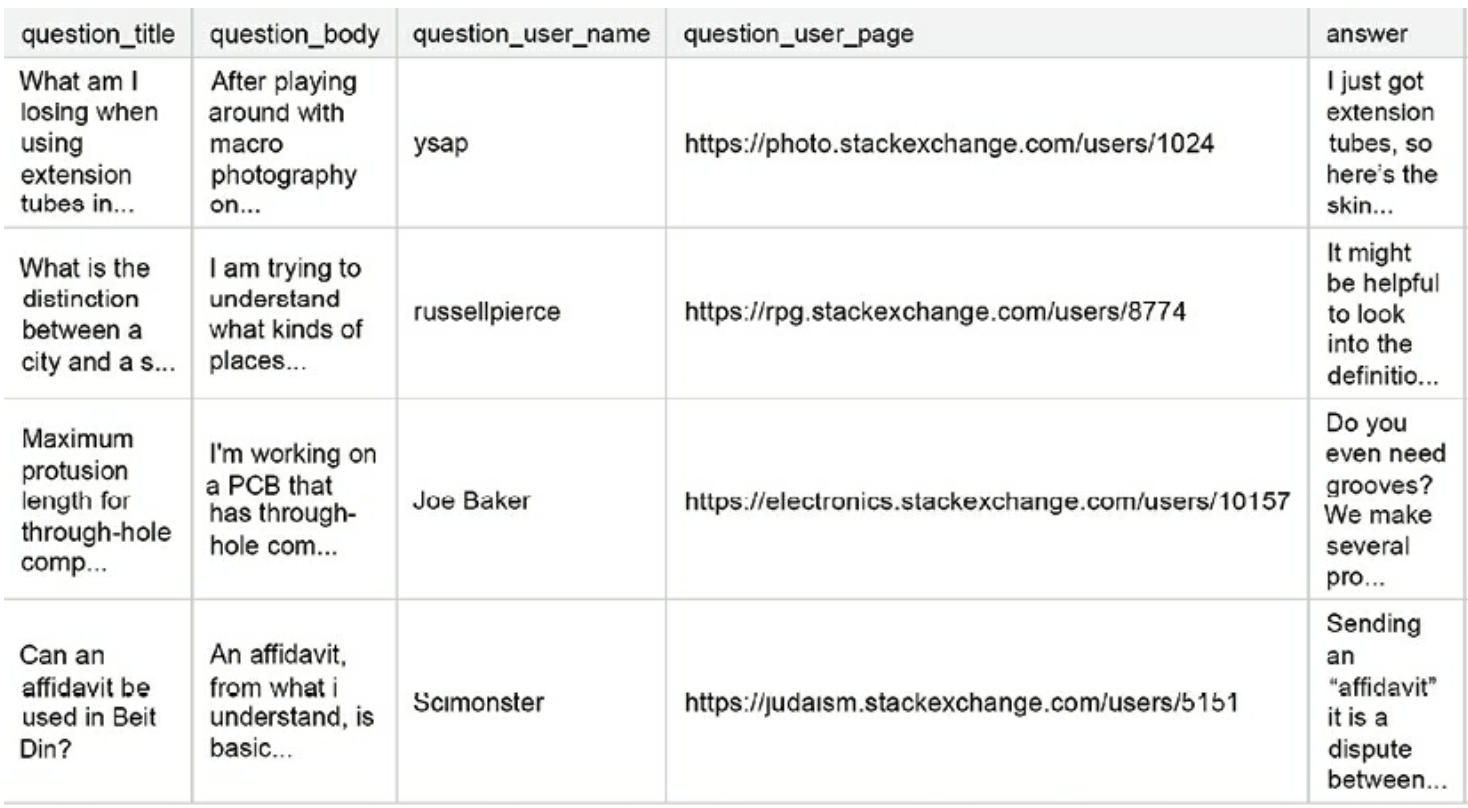 question_title question_body question_user_name question_user_page answer
What am I
losing when
using
extension
tubes in...
After playing
around with
macro
photography
on...
ysap
https://photo.stackexchange.com/users/1024
I just got
extension
tubes, so
here's the
skin...
What is the
distinction
between a
city and a s...
I am trying to
understand
what kinds of
places...
russellpierce
https://rpg.stackexchange.com/users/8774
It might
be helpful
to look
into the
definitio...
Maximum
protusion
length for
through-hole
comp...
I'm working on
a PCB that
has through-
hole com...
Joe Baker
https://electronics.stackexchange.com/users/10157
Do you
even need
grooves?
We make
several
pro...
Can an
affidavit be
used in Beit
Din?
An affidavit,
from what i
understand, is
basic...
Scimonster
https://judaism.stackexchange.com/users/5151
Sending
an
“affidavit”
it is a
dispute
between...